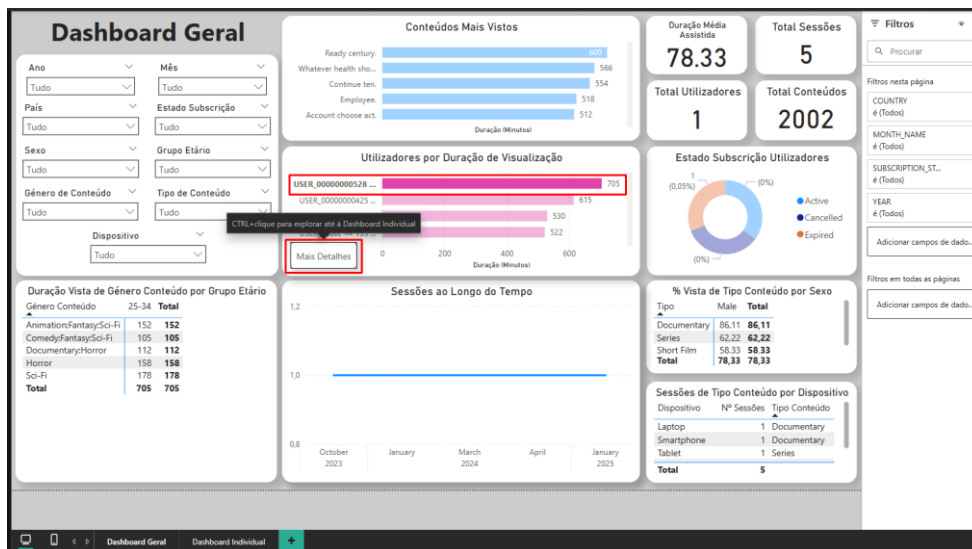 Dashboard Geral
Ano
Mês
Tudo
Tudo
País
Estado Subscrição
Tudo
Tudo
Sexo
Grupo Etário
Tudo
Tudo
Género de Conteúdo
Tipo de Conteúdo
Tudo
Tudo
Dispositivo
Tudo
Conteúdos Mais Vistos
Ready century.
600
Whatever health sho...
566
Continue ten.
554
Employee.
518
Account choose act.
512
Duração (Minutos)
Duração Média
Assistida
78.33
Total Sessões
5
Total Utilizadores
1
Total Conteúdos
2002
Utilizadores por Duração de Visualização
USER_00000000528 ...
705
USER_00000000425 ...
615
530
522
CTRL+clique para explorar até à Dashboard Individual
Mais Detalhes
0
200
400
600
Duração (Minutos)
Estado Subscrição Utilizadores
1
(0,05%)
(0%)
(0%)
Active
Cancelled
Expired
Duração Vista de Género Conteúdo por Grupo Etário
Género Conteúdo 25-34 Total
Animation;Fantasy;Sci-Fi 152 152
Comedy;Fantasy;Sci-Fi 105 105
Documentary;Horror 112 112
Horror 158 158
Sci-Fi 178 178
Total 705 705
Sessões ao Longo do Tempo
1,2
1,0
0,8
October
2023
January
March
2024
April
January
2025
% Vista de Tipo Conteúdo por Sexo
Tipo Male Total
Documentary 86,11 86,11
Series 62,22 62,22
Short Film 58.33 58.33
Total 78,33 78,33
Sessões de Tipo Conteúdo por Dispositivo
Dispositivo Nº Sessões Tipo Conteúdo
Laptop 1 Documentary
Smartphone 1 Documentary
Tablet 1 Series
Total 5
Filtros
Procurar
Filtros nesta página
COUNTRY
é (Todos)
MONTH_NAME
é (Todos)
SUBSCRIPTION_ST...
é (Todos)
YEAR
é (Todos)
Adicionar campos de dado..
Filtros em todas as páginas
Adicionar campos de dado..
Dashboard Geral
Dashboard Individual
+